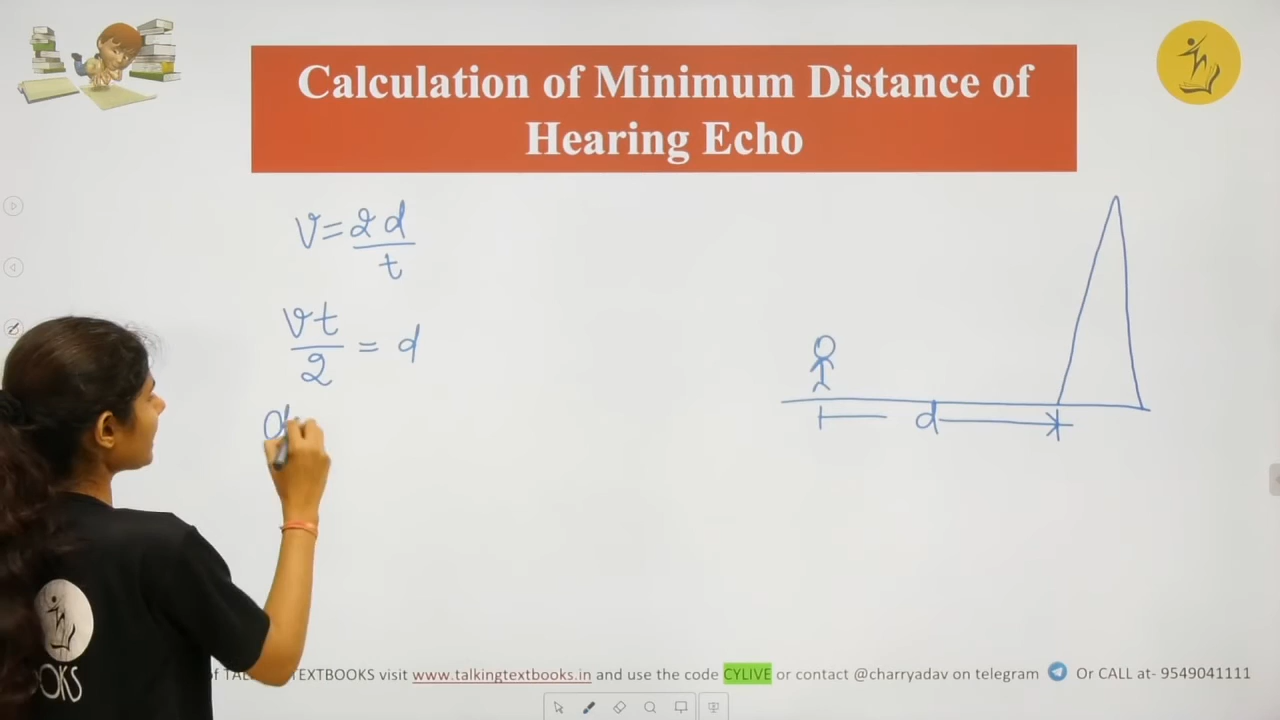 Calculation of Minimum Distance of
Hearing Echo
v = 2d
t
vt
2 = d
d
d
OKS
TEXTBOOKS visit www.talkingtextbooks.in and use the code CYLIVE or contact @charryadav on telegram Or CALL at- 9549041111